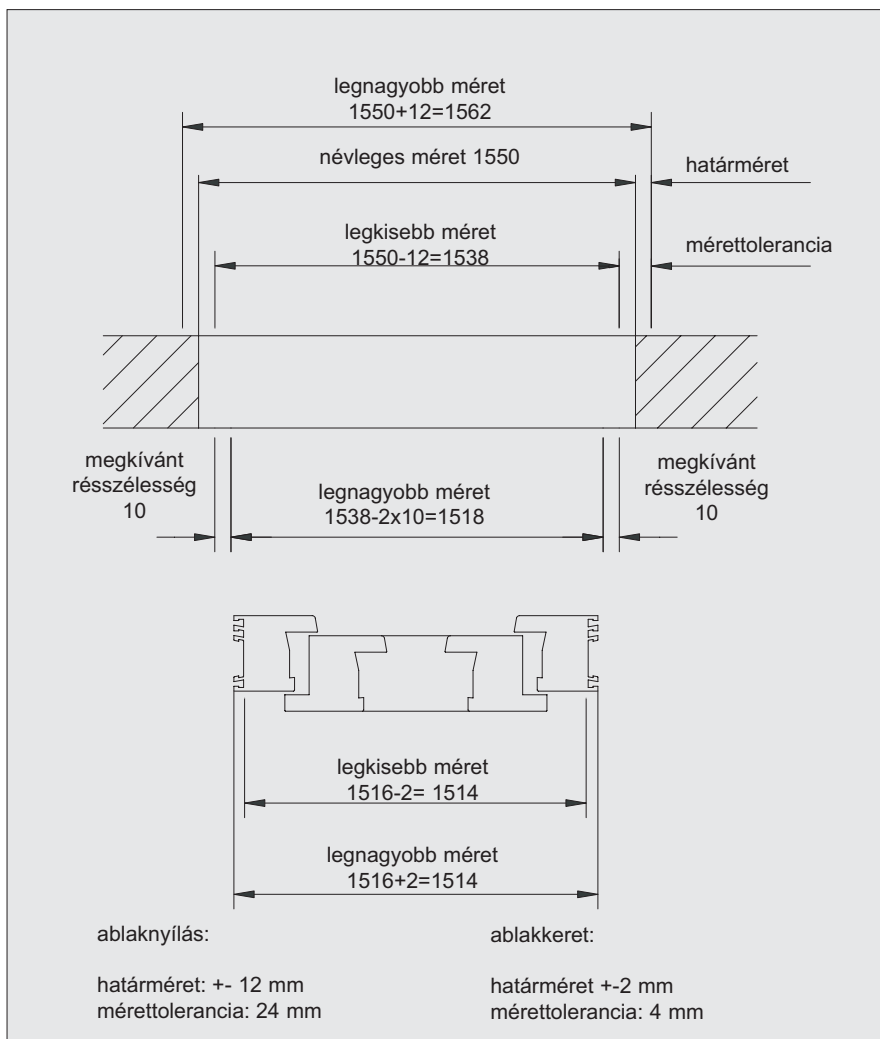 legnagyobb méret
1550+12=1562
névleges méret 1550
határméret
legkisebb méret
1550-12=1538
mérettolerancia
megkívánt
résszélesség
10
legnagyobb méret
1538-2x10=1518
megkívánt
résszélesség
10
legkisebb méret
1516-2= 1514
legnagyobb méret
1516+2=1514
ablaknyílás:
határméret: +- 12 mm
mérettolerancia: 24 mm
ablakkeret:
határméret +-2 mm
mérettolerancia: 4 mm